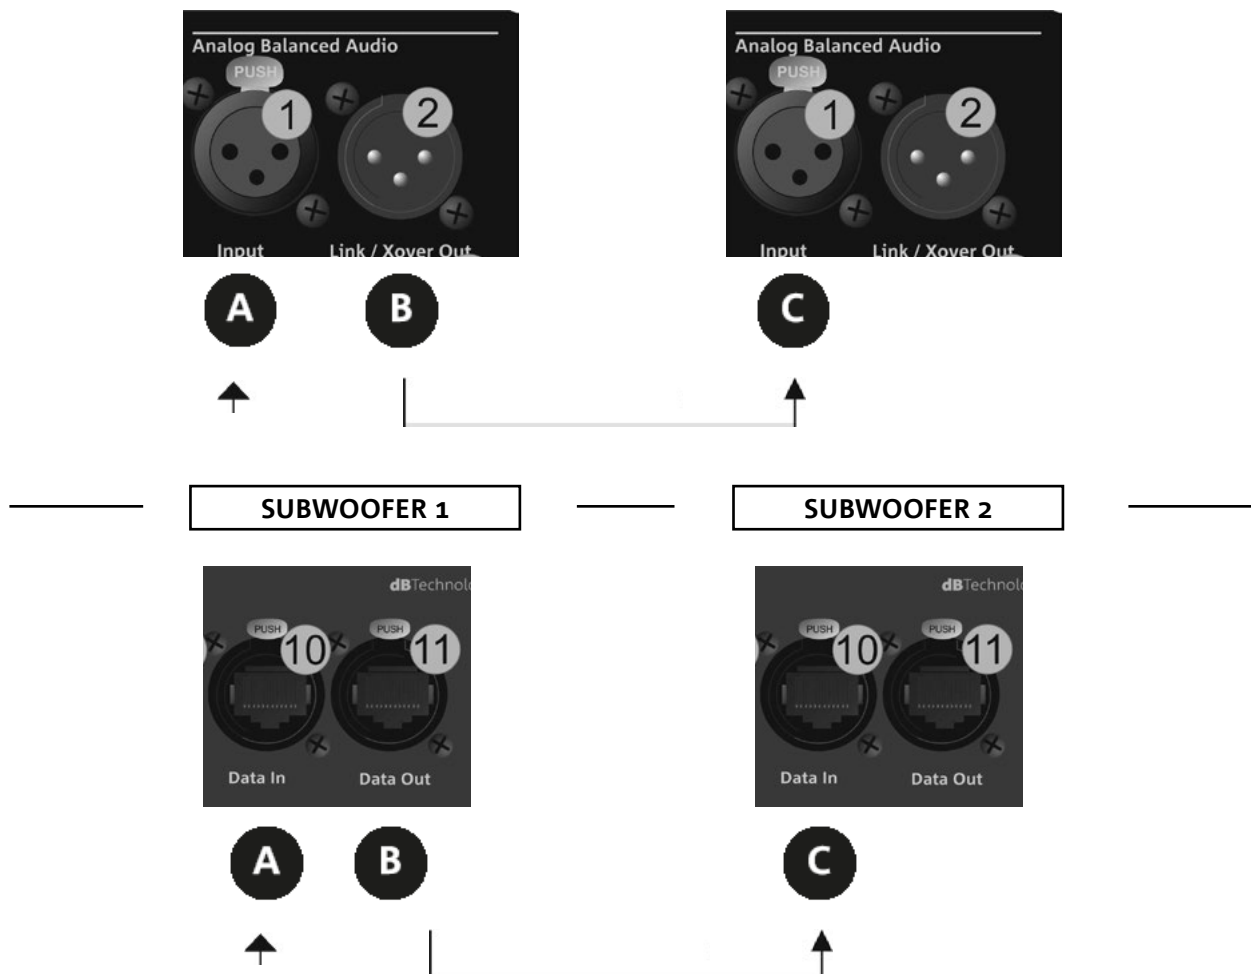 Analog Balanced Audio
PUSH
1
2
Input
Link / Xover Out
Analog Balanced Audio
PUSH
1
2
Input
Link / Xover Out
A
B
C
SUBWOOFER 1
SUBWOOFER 2
dBTechnolo
PUSH
10
PUSH
11
Data In
Data Out
dBTechnolo
PUSH
10
PUSH
11
Data In
Data Out
A
B
C